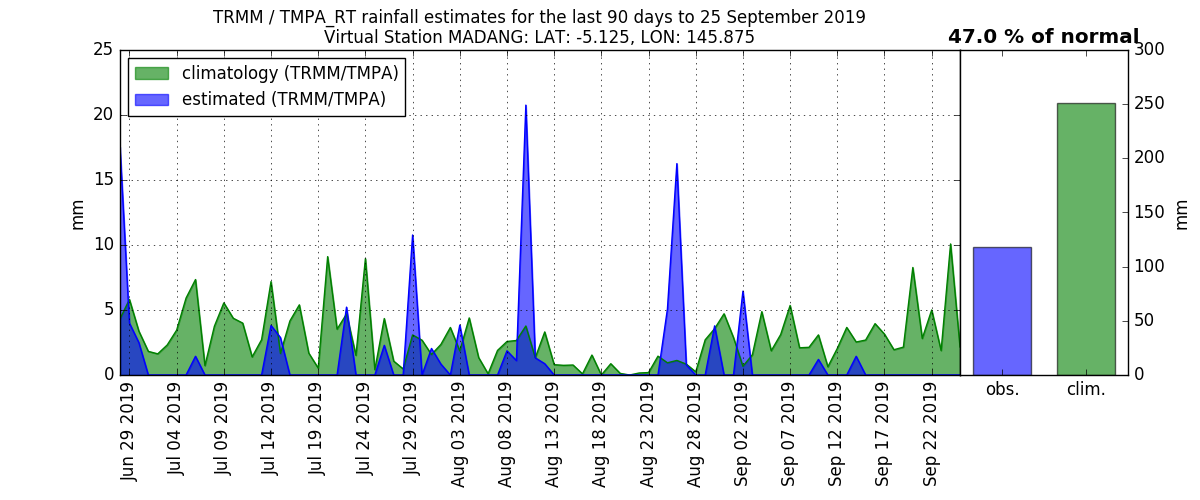 TRMM / TMPA_RT rainfall estimates for the last 90 days to 25 September 2019
Virtual Station MADANG: LAT: -5.125, LON: 145.875
47.0 % of normal
climatology (TRMM/TMPA)
estimated (TRMM/TMPA)
mm
25
20
15
10
5
0
Jun 29 2019
Jul 04 2019
Jul 09 2019
Jul 14 2019
Jul 19 2019
Jul 24 2019
Jul 29 2019
Aug 03 2019
Aug 08 2019
Aug 13 2019
Aug 18 2019
Aug 23 2019
Aug 28 2019
Sep 02 2019
Sep 07 2019
Sep 12 2019
Sep 17 2019
Sep 22 2019
obs.
clim.
300
250
200
150
100
50
0
mm